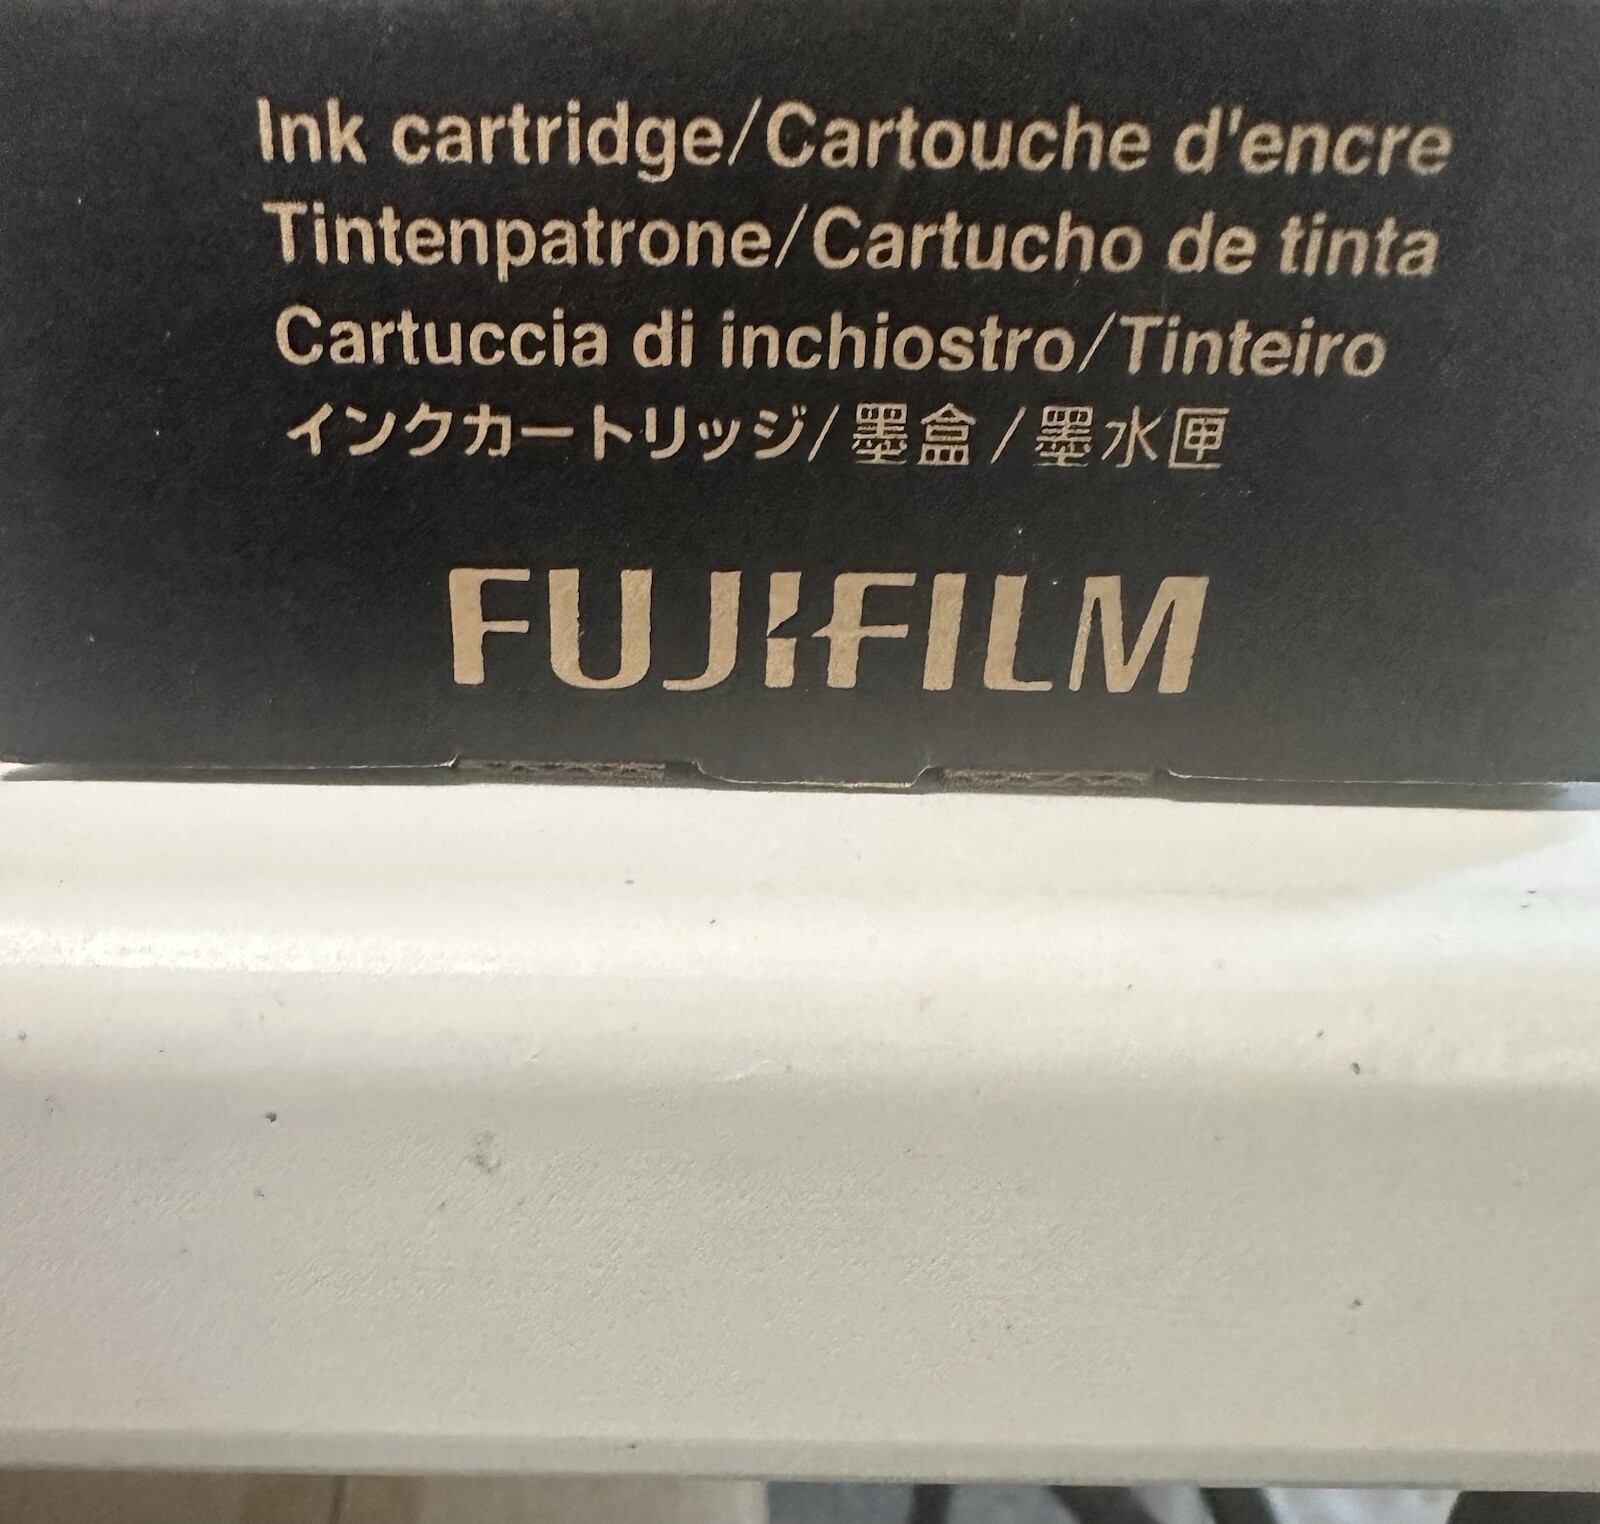 Ink cartridge/Cartouche d'encre
Tintenpatrone/Cartucho de tinta
Cartuccia di inchiostro/Tinteiro
インクカートリッジ/墨盒/墨水匣
FUJIFILM